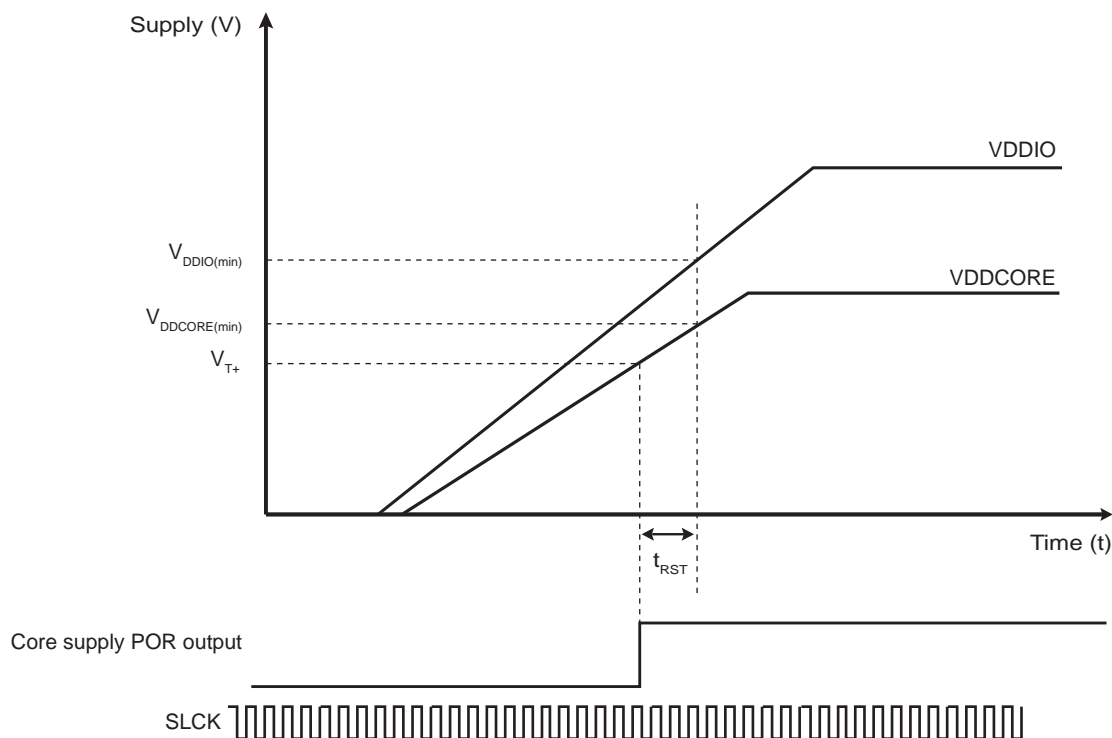 Supply (V)
VDDIO
VDDIO(min)
VDDCORE
VDDCORE(min)
VT+
Time (t)
tRST
Core supply POR output
SLCK